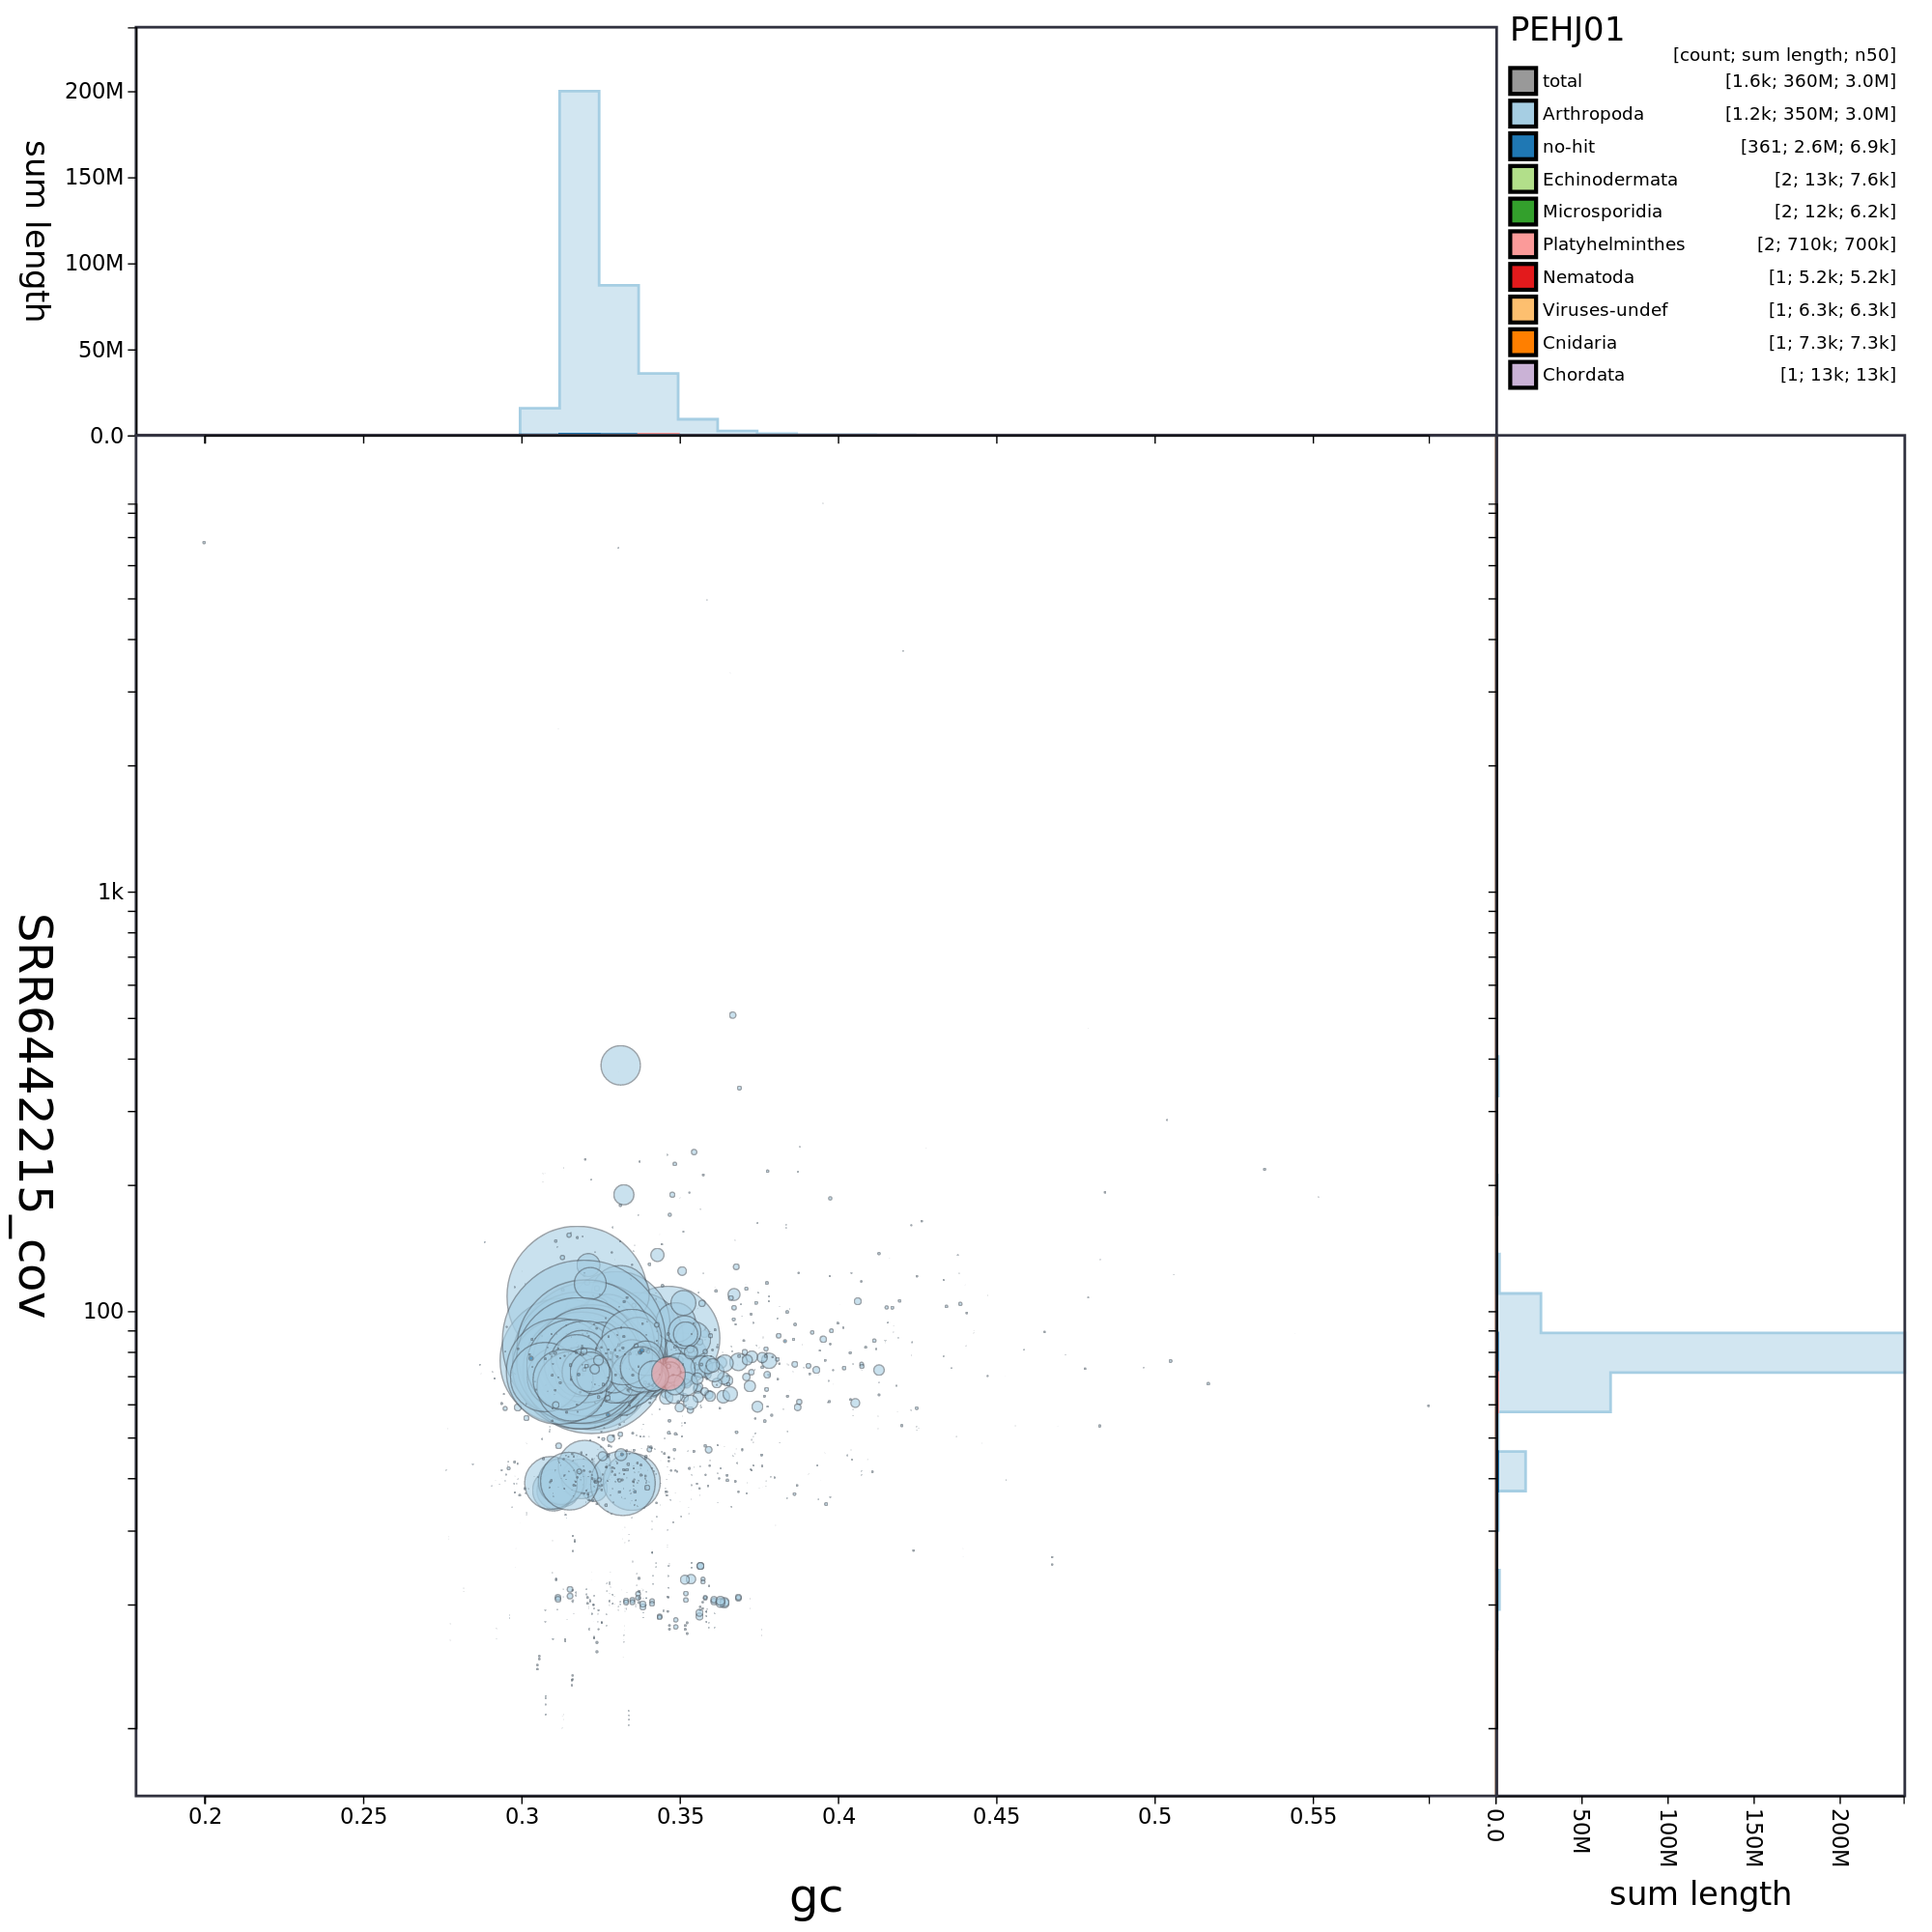 PEHJ01
[count; sum length; n50]
total [1.6k; 360M; 3.0M]
Arthropoda [1.2k; 350M; 3.0M]
no-hit [361; 2.6M; 6.9k]
Echinodermata [2; 13k; 7.6k]
Microsporidia [2; 12k; 6.2k]
Platyhelminthes [2; 710k; 700k]
Nematoda [1; 5.2k; 5.2k]
Viruses-undef [1; 6.3k; 6.3k]
Cnidaria [1; 7.3k; 7.3k]
Chordata [1; 13k; 13k]
sum length
200M
150M
100M
50M
0.0
SRR6442215_cov
1k
100
0.2 0.25 0.3 0.35 0.4 0.45 0.5 0.55
gc
0.0 50M 100M 150M 200M
sum length